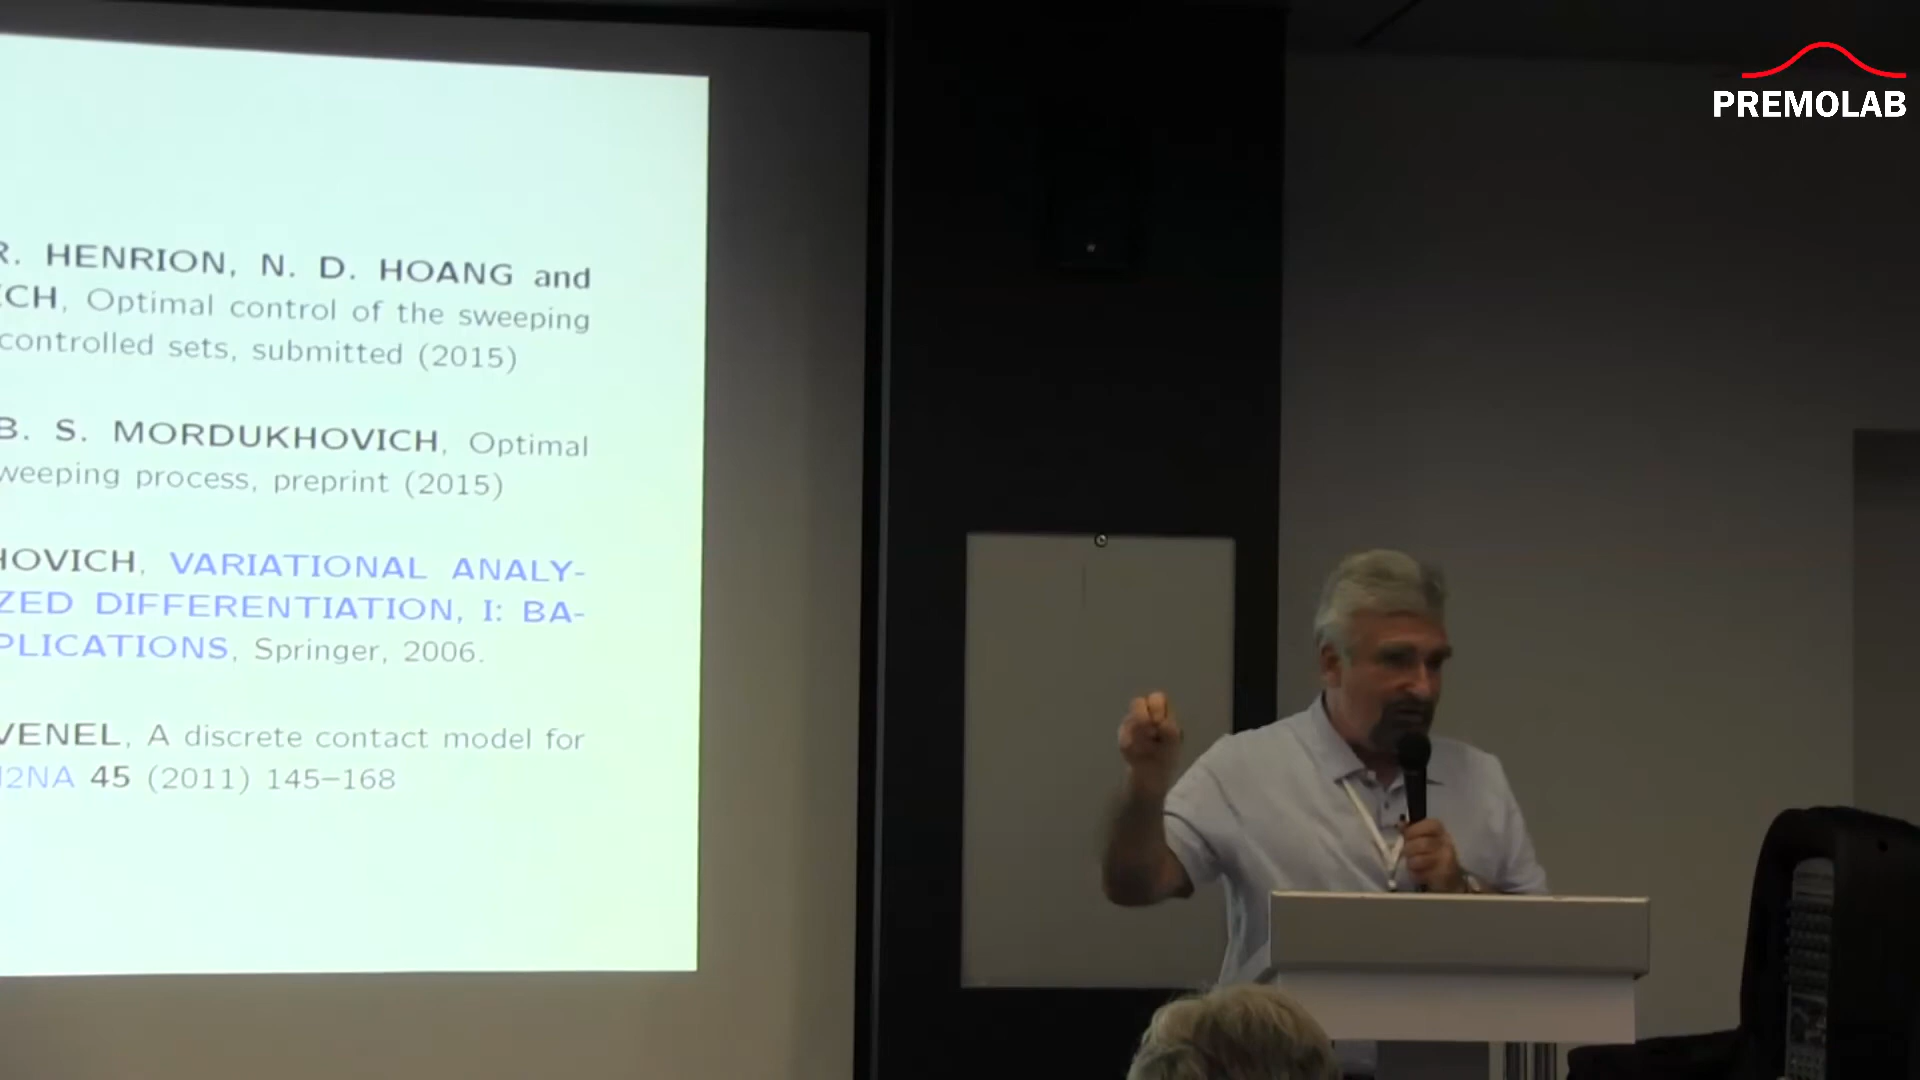 R. HENRION, N. D. HOANG and
CH, Optimal control of the sweeping
controlled sets, submitted (2015)
B. S. MORDUKHOVICH, Optimal
weeping process, preprint (2015)
HOVICH, VARIATIONAL ANALY-
ZED DIFFERENTIATION, I: BA-
PLICATIONS, Springer, 2006.
VENEL, A discrete contact model for
2NA 45 (2011) 145–168
PREMOLAB